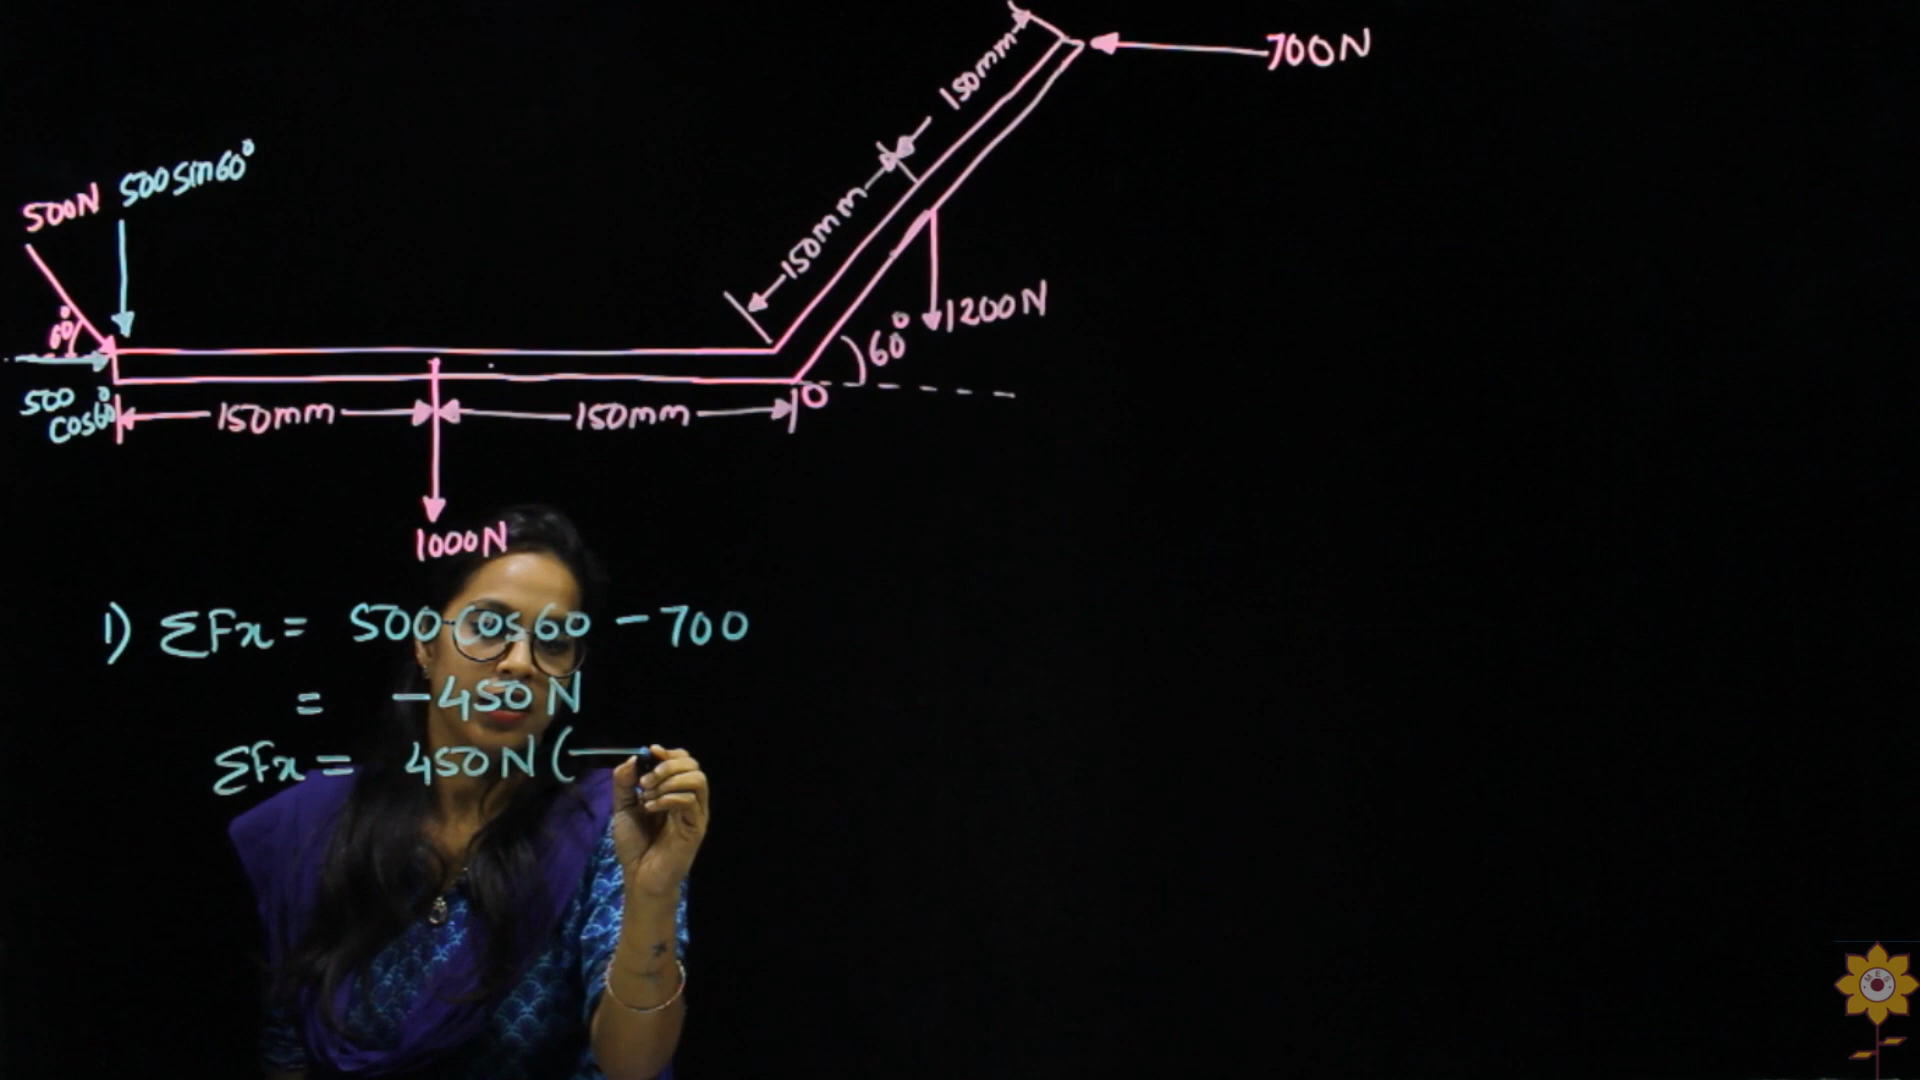 150mm
700N
500N
500sin60°
150mm
60°
1200N
60°
500
cos60°
150mm
150mm
O
1000N
1) ΣFx = 500cos60 - 700
= -450N
ΣFx = 450N(
MES